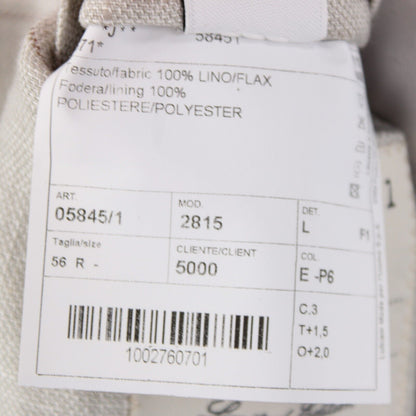 58451
71*
essuto/fabric 100% LINO/FLAX
Fodera/lining 100%
POLIESTERE/POLYESTER
ART. MOD. DET.
05845/1 2815 L F1
Taglia/size CLIENTE/CLIENT COL.
56 R - 5000 E -P6
C.3
T+1,5
O+2,0
1002760701